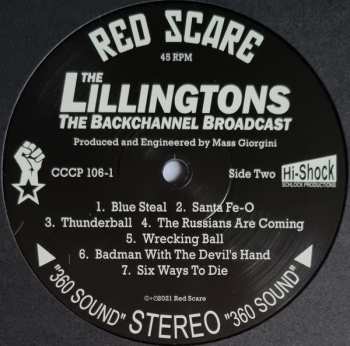 RED SCARE
45 RPM
THE
LILLINGTONS
THE BACKCHANNEL BROADCAST
Produced and Engineered by Mass Giorgini
CCCP 106-1
Side Two
Hi-Shock
SCHLOCK PRODUCTIONS
1. Blue Steal 2. Santa Fe-O
3. Thunderball 4. The Russians Are Coming
5. Wrecking Ball
6. Badman With The Devil's Hand
7. Six Ways To Die
℗+©2021 Red Scare
"360 SOUND" STEREO "360 SOUND"